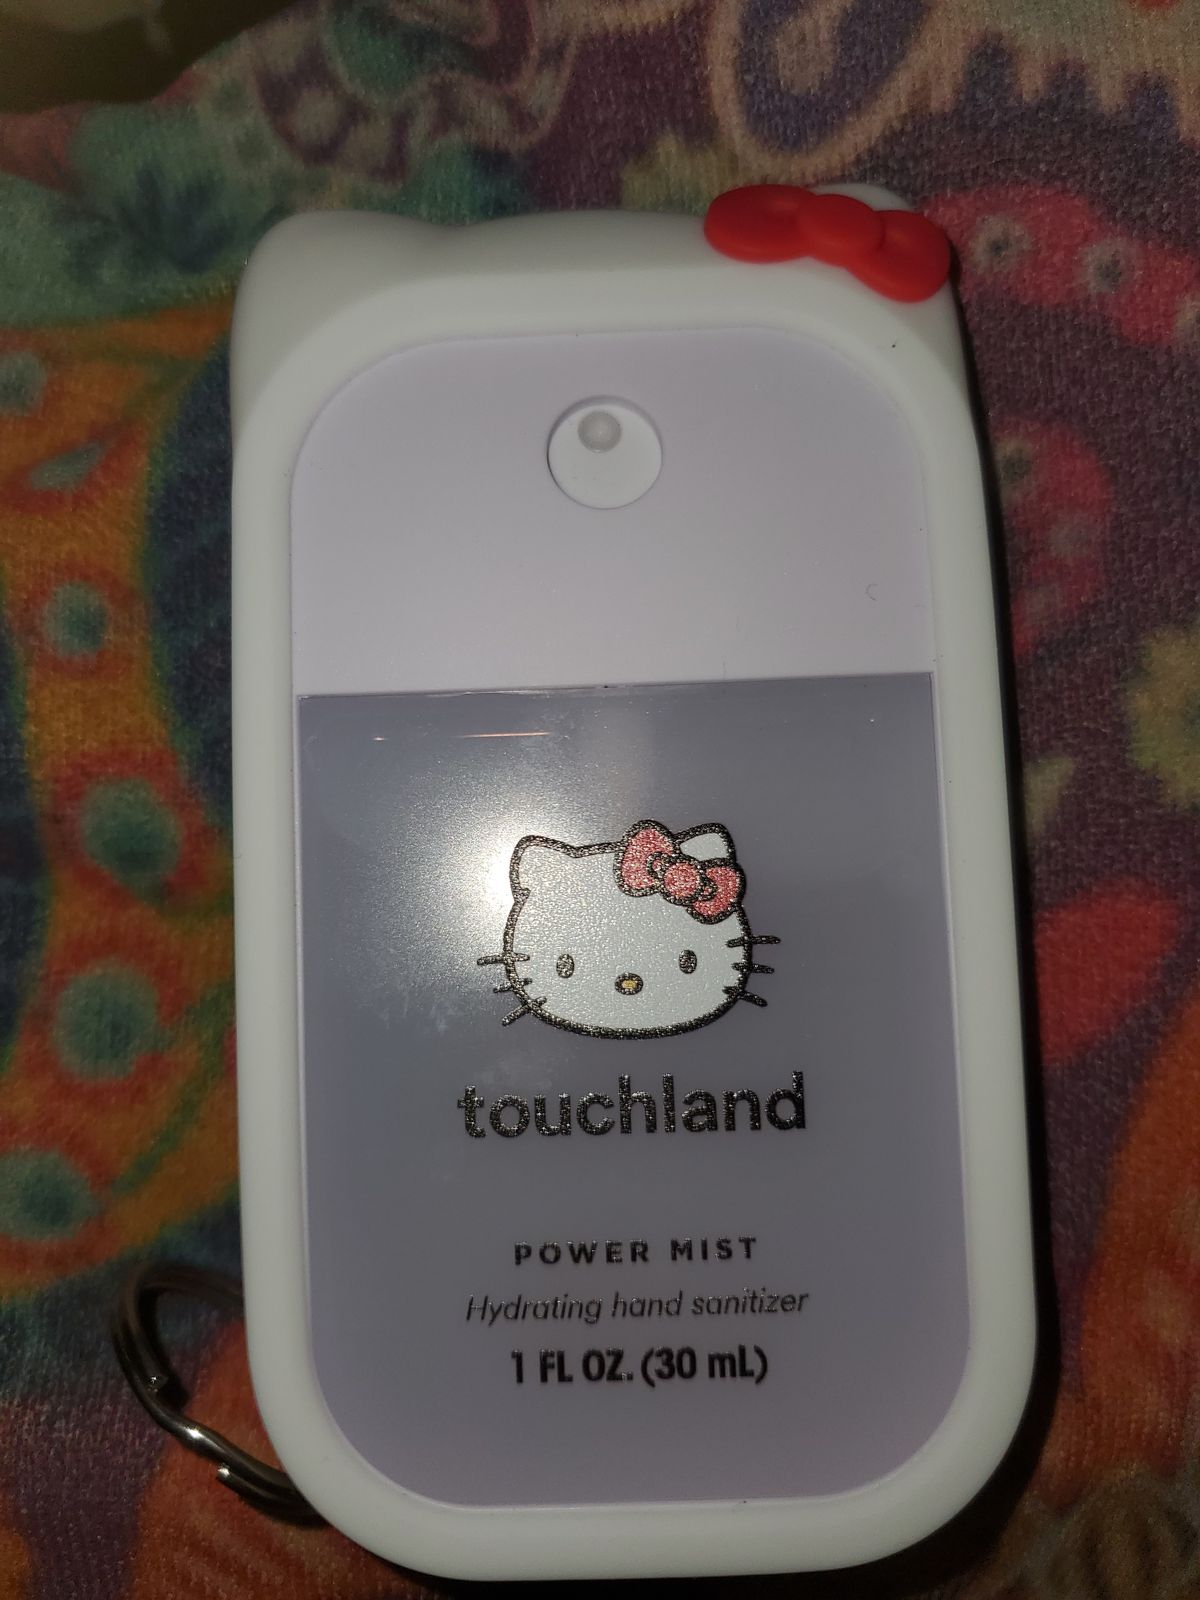 touchland
POWER MIST
Hydrating hand sanitizer
1 FL OZ. (30 mL)